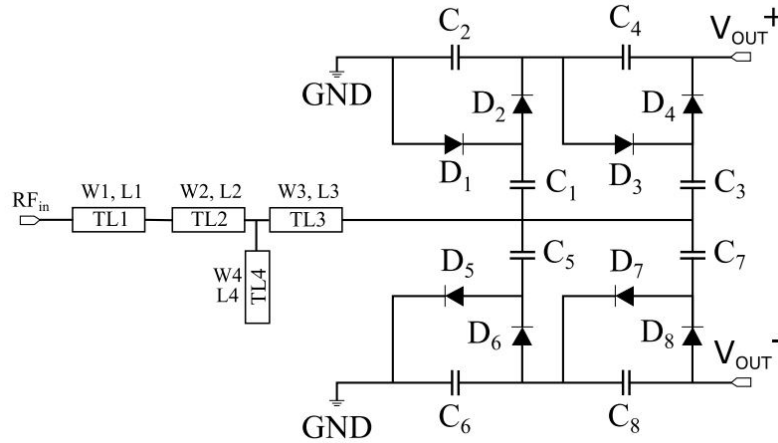 C2
C4
VOUT+
GND
D2
D4
D1
D3
W1, L1
W2, L2
W3, L3
C1
C3
RFin
TL1
TL2
TL3
W4
L4
TL4
D5
C5
D7
C7
D6
D8
VOUT-
GND
C6
C8